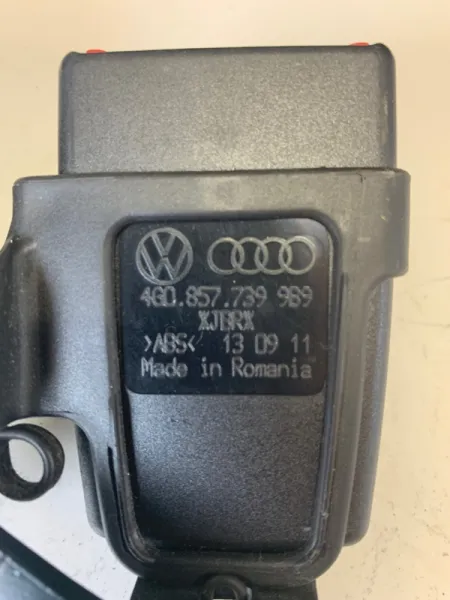 4G0.857.739 9B9
XJBRX
>ABS< 13 09 11
Made in Romania